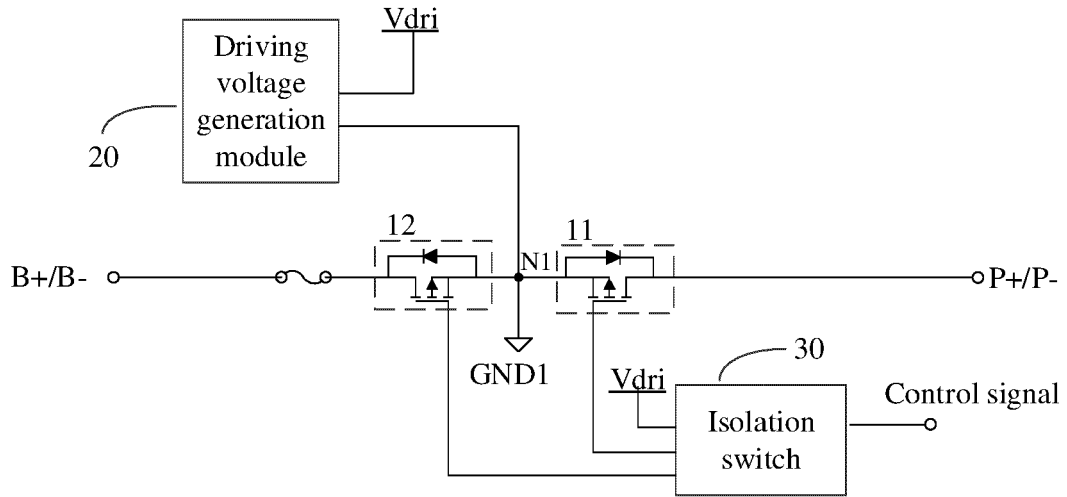 Vdri
Driving
voltage
generation
module
20
12
11
B+/B-
N1
P+/P-
GND1
30
Vdri
Control signal
Isolation
switch